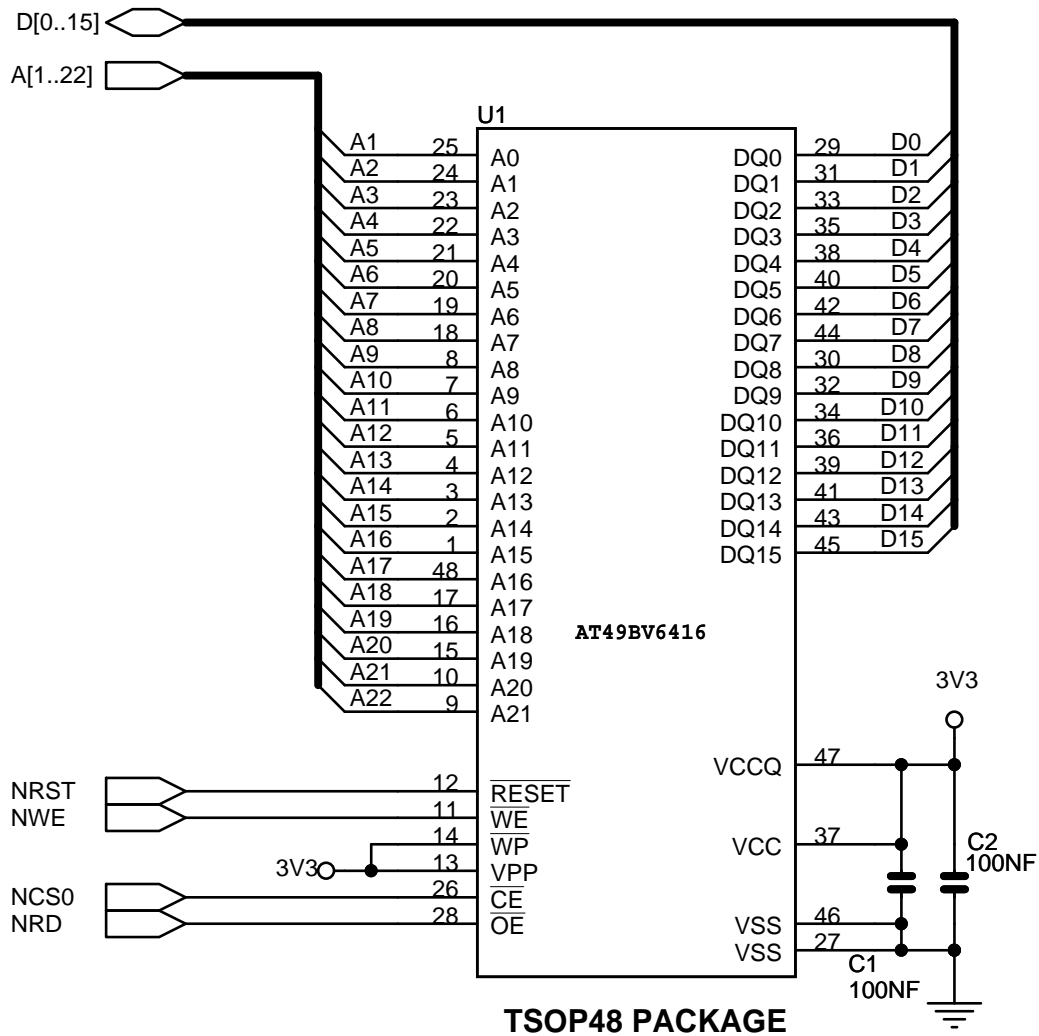 D[0..15]
A[1..22]
U1
A1 25 A0 DQ0 29 D0
A2 24 A1 DQ1 31 D1
A3 23 A2 DQ2 33 D2
A4 22 A3 DQ3 35 D3
A5 21 A4 DQ4 38 D4
A6 20 A5 DQ5 40 D5
A7 19 A6 DQ6 42 D6
A8 18 A7 DQ7 44 D7
A9 8 A8 DQ8 30 D8
A10 7 A9 DQ9 32 D9
A11 6 A10 DQ10 34 D10
A12 5 A11 DQ11 36 D11
A13 4 A12 DQ12 39 D12
A14 3 A13 DQ13 41 D13
A15 2 A14 DQ14 43 D14
A16 1 A15 DQ15 45 D15
A17 48 A16
A18 17 A17
A19 16 A18
AT49BV6416
A20 15 A19
A21 10 A20
A22 9 A21
3V3
VCCQ 47
NRST 12 RESET
NWE 11 WE
14 WP
VCC 37
C2
100NF
3V3 13 VPP
NCS0 26 CE
NRD 28 OE
VSS 46
VSS 27
C1
100NF
TSOP48 PACKAGE